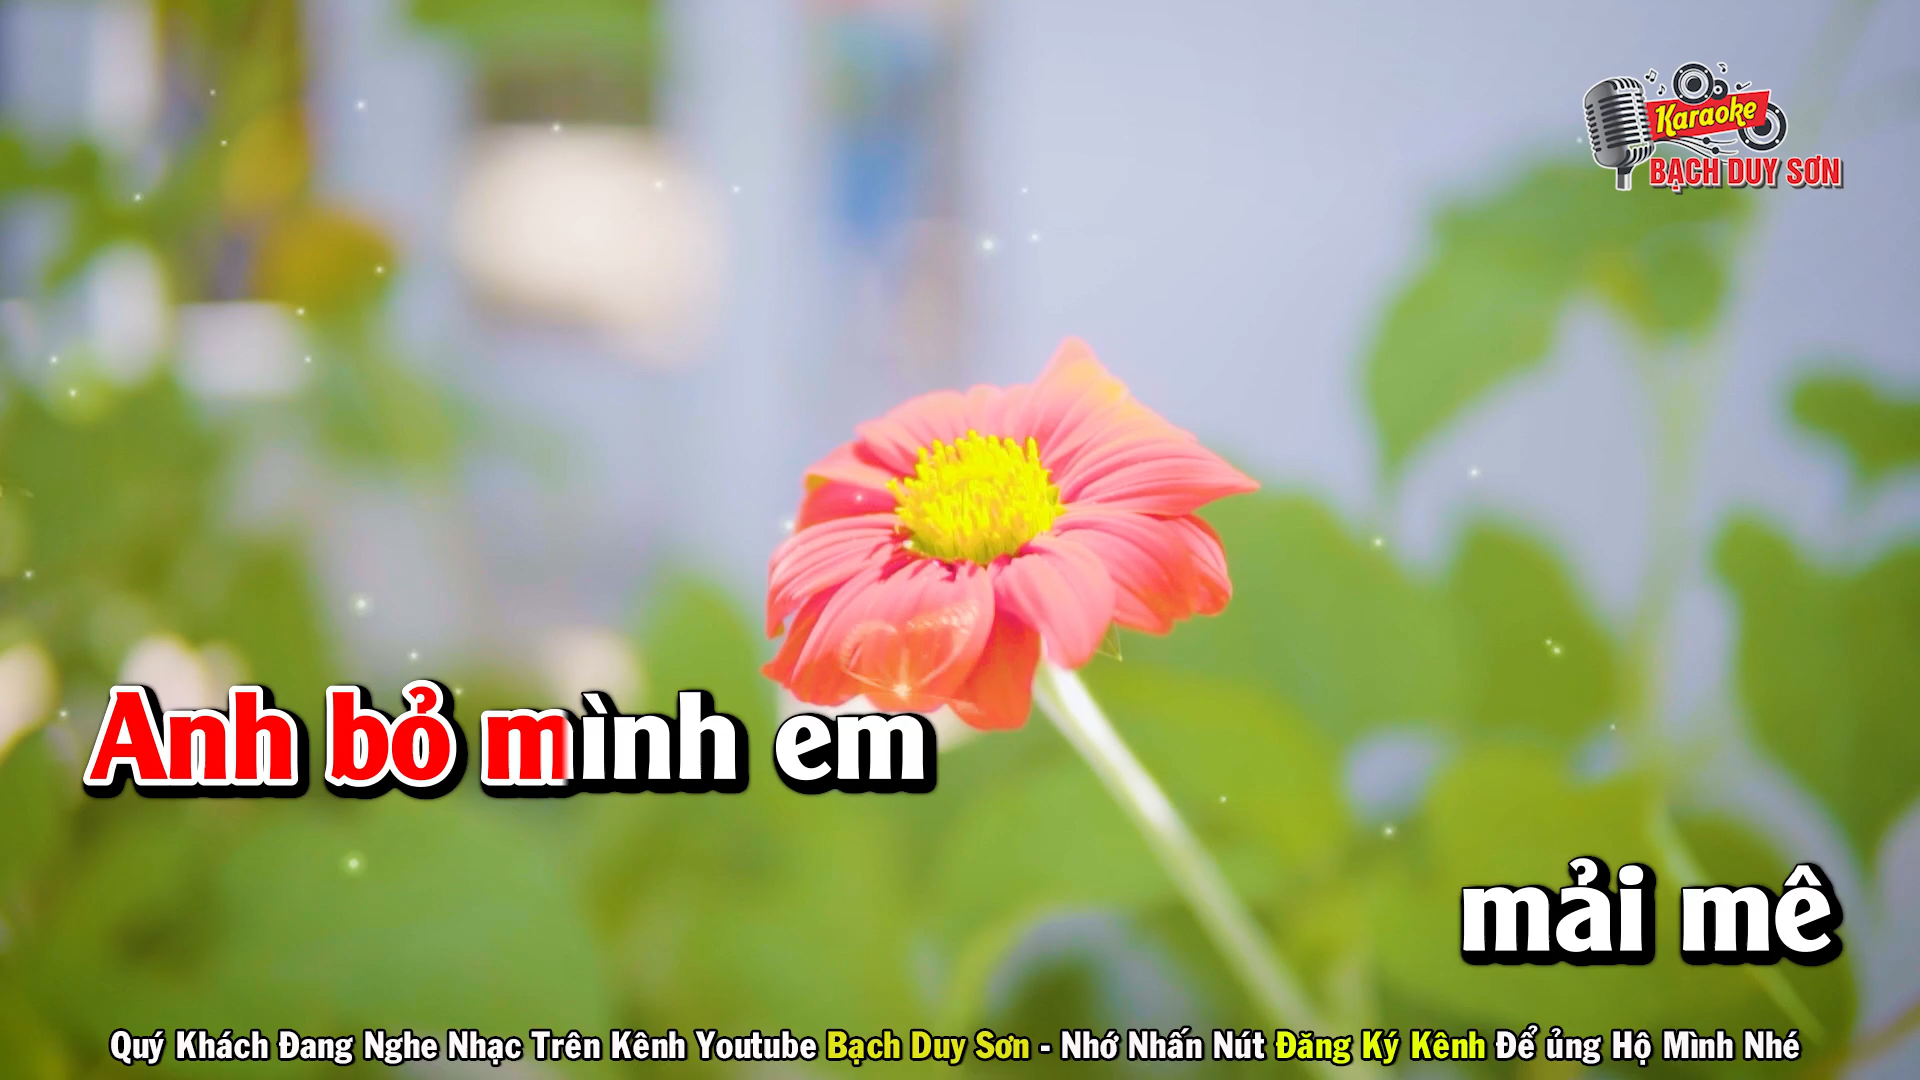 Karaoke
BẠCH DUY SƠN
Anh bỏ mình em
mải mê
Quý Khách Đang Nghe Nhạc Trên Kênh Youtube Bạch Duy Sơn - Nhớ Nhấn Nút Đăng Ký Kênh Để ủng Hộ Mình Nhé